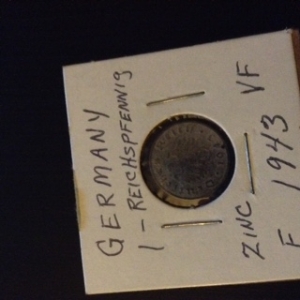 GERMANY
1 - REICHSPFENNIG
ZINC VF
F 1943